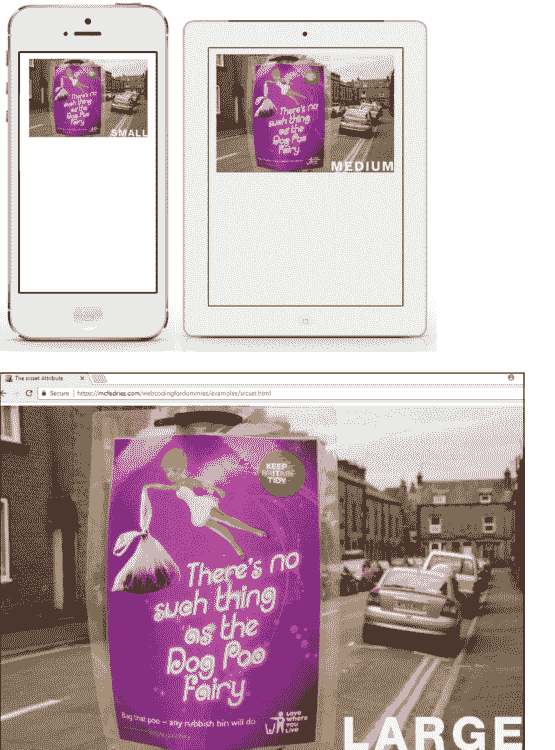 There's no
such thing
as the
Dog Poo
Fairy
SMALL
There's no
such thing
as the
Dog Poo
Fairy
MEDIUM
The srcset Attribute
Secure | https://mcfedries.com/webcodingfordummies/examples/srcset.html
KEEP
BRITAIN
TIDY
There's no
such thing
as the
Dog Poo
Fairy
Bag that poo – any rubbish bin will do
Love
where
you
live
LARGE